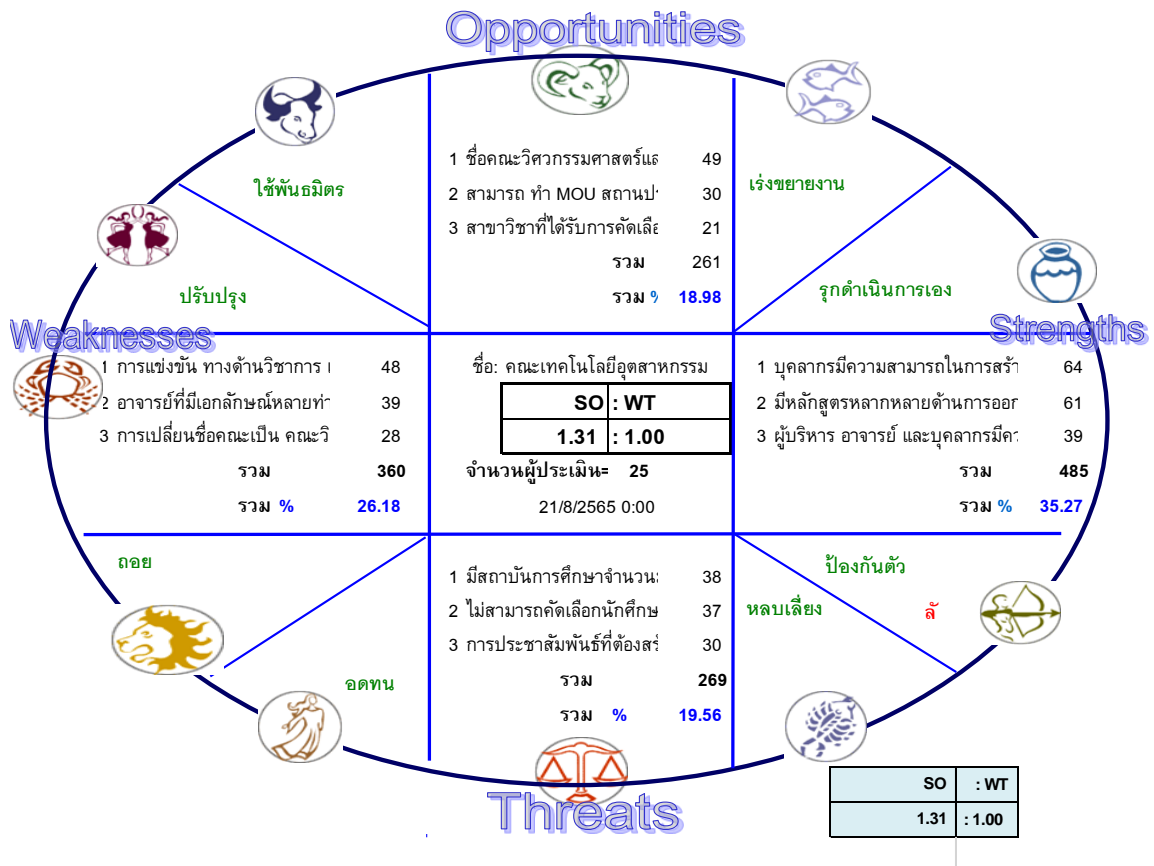 Opportunities
1 ชื่อคณะวิศวกรรมศาสตร์และ 49
2 สามารถ ทำ MOU สถานป 30
3 สาขาวิชาที่ได้รับการคัดเลือ 21
รวม 261
รวม % 18.98
ใช้พันธมิตร
เร่งขยายงาน
ปรับปรุง
รุกดำเนินการเอง
Weaknesses
Strengths
1 การแข่งขัน ทางด้านวิชาการ 48
2 อาจารย์ที่มีเอกลักษณ์หลายท่า 39
3 การเปลี่ยนชื่อคณะเป็น คณะวิ 28
รวม 360
รวม % 26.18
ชื่อ: คณะเทคโนโลยีอุตสาหกรรม
SO : WT
1.31 : 1.00
จำนวนผู้ประเมิน= 25
21/8/2565 0:00
1 บุคลากรมีความสามารถในการสร้า 64
2 มีหลักสูตรหลากหลายด้านการออก 61
3 ผู้บริหาร อาจารย์ และบุคลากรมีคว 39
รวม 485
รวม % 35.27
ถอย
อดทน
1 มีสถาบันการศึกษาจำนวน 38
2 ไม่สามารถคัดเลือกนักศึกษ 37
3 การประชาสัมพันธ์ที่ต้องสร้ 30
รวม 269
รวม % 19.56
ป้องกันตัว
หลบเลี่ยง
ลั
Threats
SO : WT
1.31 : 1.00